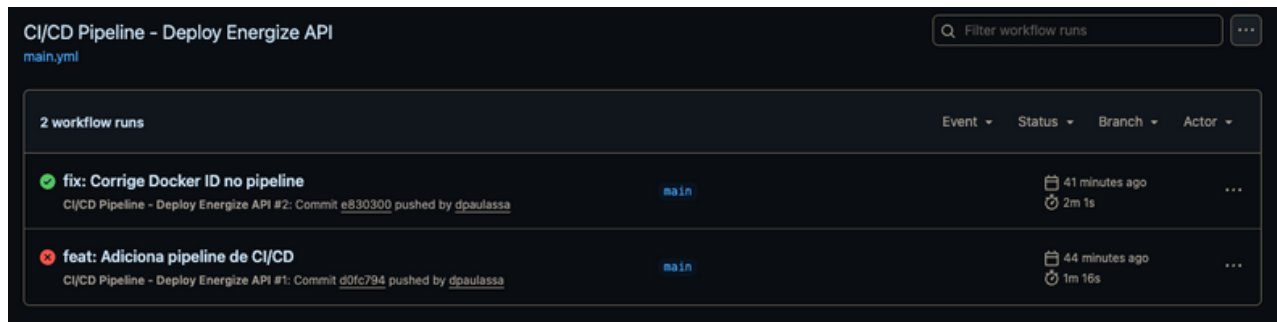 CI/CD Pipeline - Deploy Energize API
main.yml
Filter workflow runs
2 workflow runs
Event
Status
Branch
Actor
fix: Corrige Docker ID no pipeline
CI/CD Pipeline - Deploy Energize API #2: Commit e830300 pushed by dpaulassa
main
41 minutes ago
2m 1s
feat: Adiciona pipeline de CI/CD
CI/CD Pipeline - Deploy Energize API #1: Commit d0fc794 pushed by dpaulassa
main
44 minutes ago
1m 16s